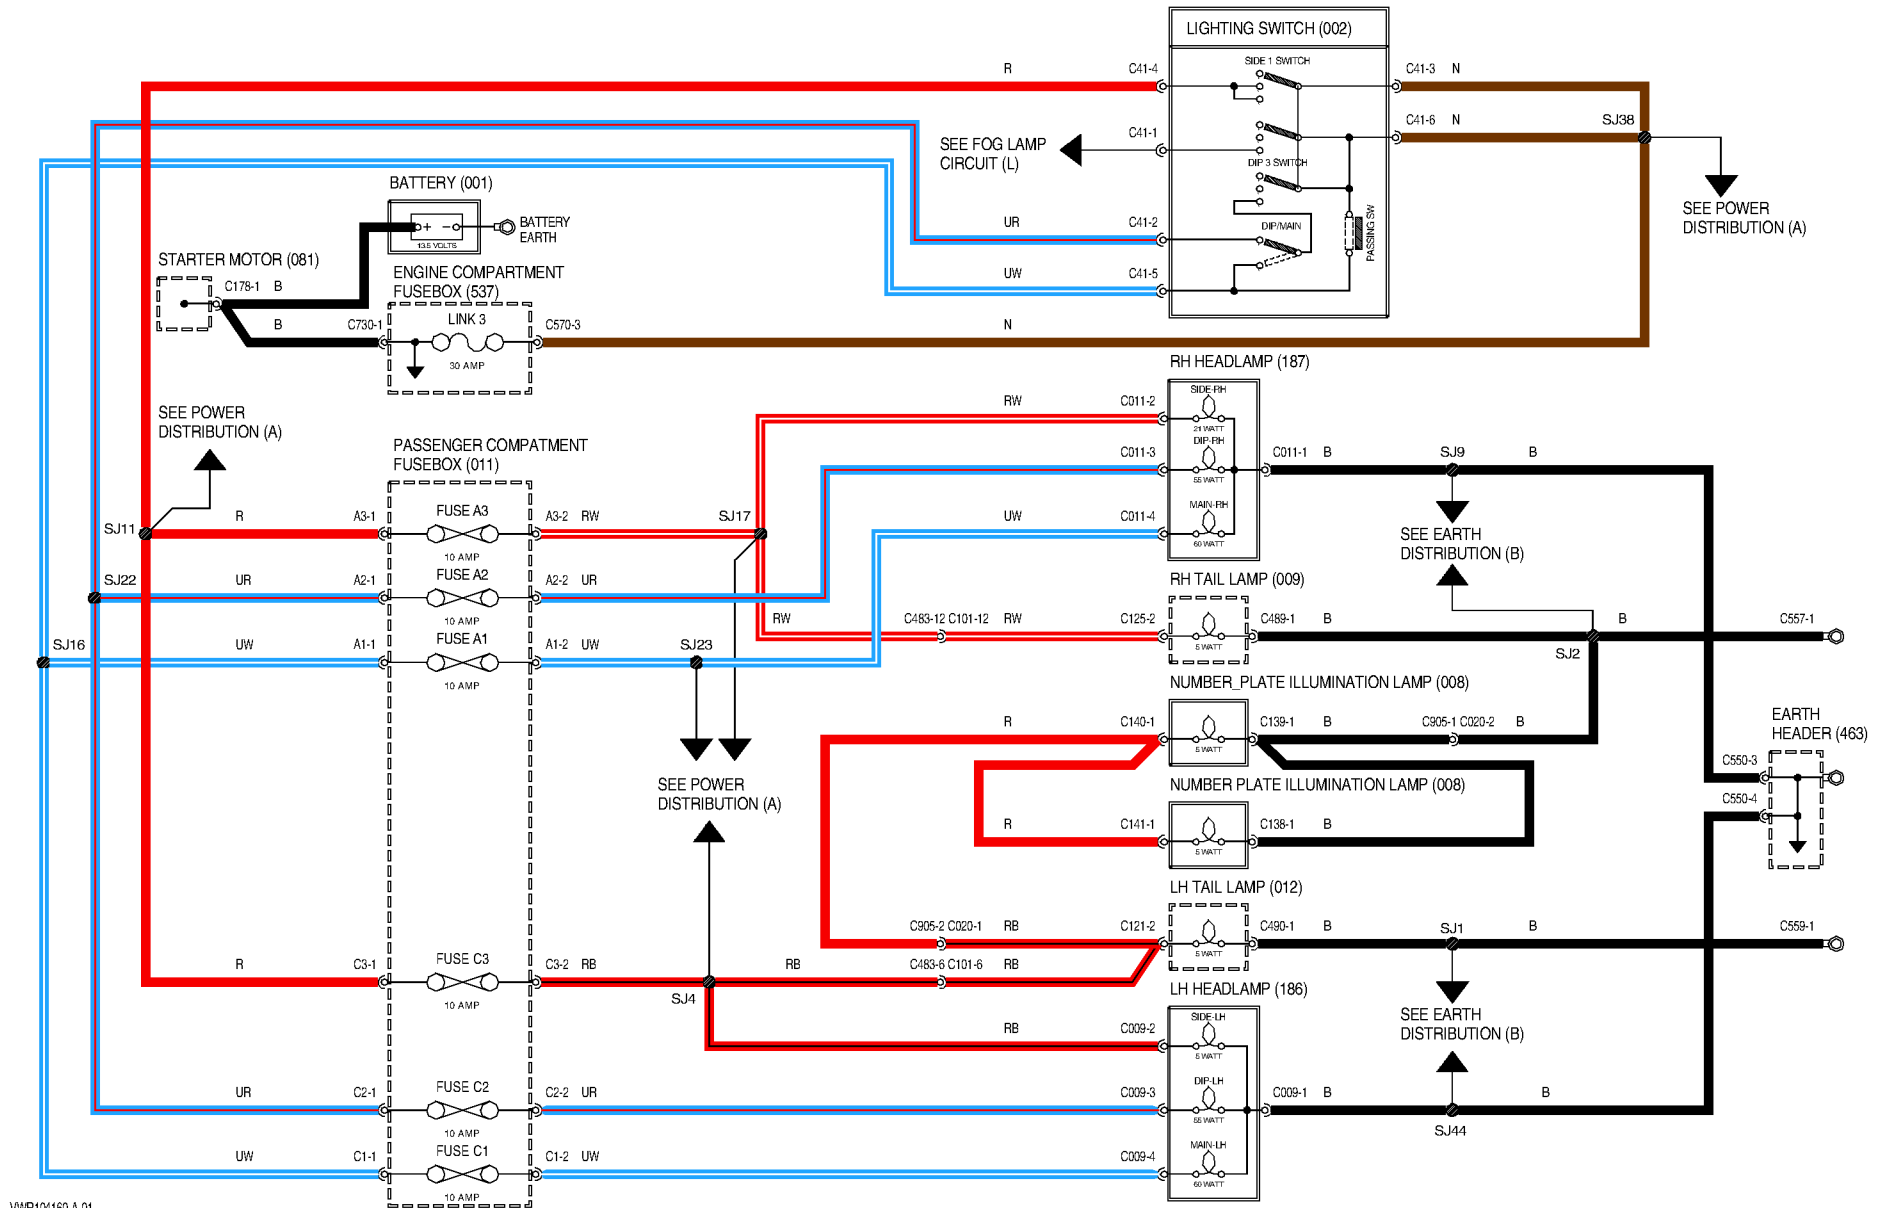 LIGHTING SWITCH (002)
SIDE 1 SWITCH
R C41-4 C41-3 N
C41-1 C41-6 N SJ38
SEE FOG LAMP
CIRCUIT (L)
DIP 3 SWITCH
BATTERY (001)
SEE POWER
DISTRIBUTION (A)
UR C41-2
DIP/MAIN
PASSING SW
BATTERY
EARTH
+ −
13.5 VOLTS
STARTER MOTOR (081)
UW C41-5
ENGINE COMPARTMENT
FUSEBOX (537)
C178-1 B
LINK 3
B C730-1 C570-3 N
30 AMP
RH HEADLAMP (187)
SIDE-RH
RW C011-2
21 WATT
SEE POWER
DISTRIBUTION (A)
DIP-RH
C011-3 C011-1 B SJ9 B
55 WATT
PASSENGER COMPATMENT
FUSEBOX (011)
MAIN-RH
UW C011-4
60 WATT
SJ11 R A3-1 FUSE A3 A3-2 RW SJ17
10 AMP
SEE EARTH
DISTRIBUTION (B)
SJ22 UR A2-1 FUSE A2 A2-2 UR
10 AMP
RH TAIL LAMP (009)
RW C483-12 C101-12 RW C125-2 C489-1 B B C557-1
5 WATT
SJ2
SJ16 UW A1-1 FUSE A1 A1-2 UW SJ23
10 AMP
NUMBER_PLATE ILLUMINATION LAMP (008)
R C140-1 C139-1 B C905-1 C020-2 B
5 WATT
EARTH
HEADER (463)
C550-3
NUMBER PLATE ILLUMINATION LAMP (008)
SEE POWER
DISTRIBUTION (A)
C550-4
R C141-1 C138-1 B
5 WATT
LH TAIL LAMP (012)
C905-2 C020-1 RB C121-2 C490-1 B SJ1 B C559-1
5 WATT
R C3-1 FUSE C3 C3-2 RB RB C483-6 C101-6 RB
10 AMP
SJ4
LH HEADLAMP (186)
SIDE-LH
RB C009-2
5 WATT
SEE EARTH
DISTRIBUTION (B)
DIP-LH
UR C2-1 FUSE C2 C2-2 UR C009-3 C009-1 B B
10 AMP
55 WATT
SJ44
MAIN-LH
UW C1-1 FUSE C1 C1-2 UW C009-4
10 AMP
60 WATT